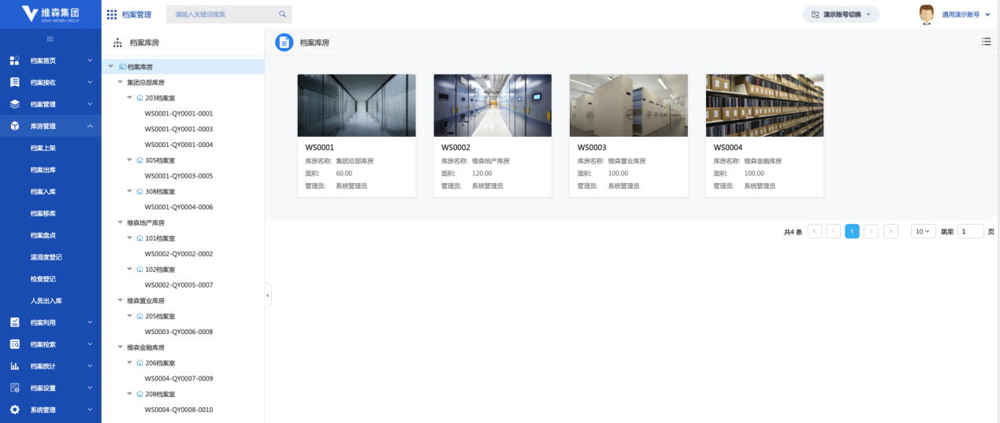 维森集团
DEMO WEISEN GROUP
档案管理
请输入关键词搜索
演示账号切换
通用演示账号
档案首页
档案接收
档案管理
库房管理
档案上架
档案出库
档案入库
档案移库
档案盘点
温湿度登记
检查登记
人员出入库
档案利用
档案检索
档案统计
档案设置
系统管理
档案库房
档案库房
集团总部库房
203档案室
WS0001-QY0001-0001
WS0001-QY0001-0003
WS0001-QY0001-0004
305档案室
WS0001-QY0003-0005
308档案室
WS0001-QY0004-0006
维森地产库房
101档案室
WS0002-QY0002-0002
102档案室
WS0002-QY0005-0007
维森置业库房
205档案室
WS0003-QY0006-0008
维森金融库房
206档案室
WS0004-QY0007-0009
208档案室
WS0004-QY0008-0010
档案库房
WS0001
库房名称: 集团总部库房
面积: 60.00
管理员: 系统管理员
WS0002
库房名称: 维森地产库房
面积: 120.00
管理员: 系统管理员
WS0003
库房名称: 维森置业库房
面积: 100.00
管理员: 系统管理员
WS0004
库房名称: 维森金融库房
面积: 100.00
管理员: 系统管理员
共4 条 1 10 跳至 1 页